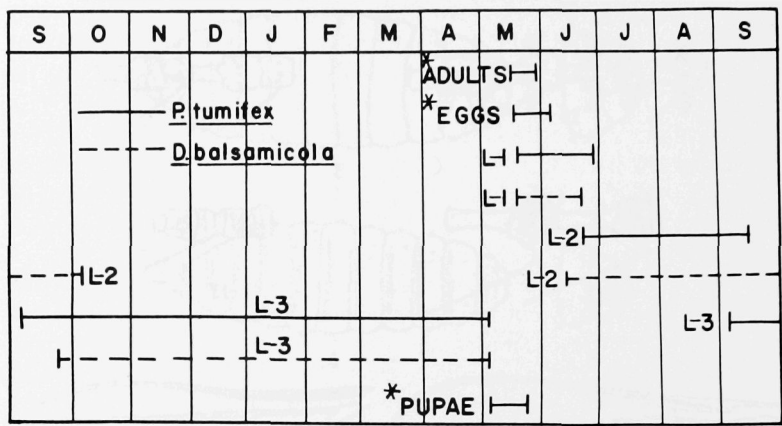 S O N D J F M A M J J A S
*ADULTS
P. tumifex
*EGGS
D. balsamicola
L-1
L-1
L-2
L-2
L-2
L-3
L-3
L-3
*PUPAE